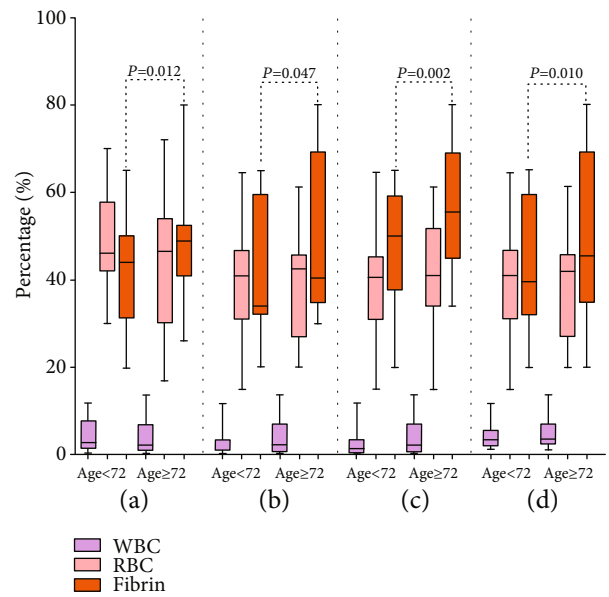 100
80
60
40
20
0
Percentage (%)
P=0.012
P=0.047
P=0.002
P=0.010
Age<72 Age≥72 Age<72 Age≥72 Age<72 Age≥72 Age<72 Age≥72
(a) (b) (c) (d)
WBC
RBC
Fibrin